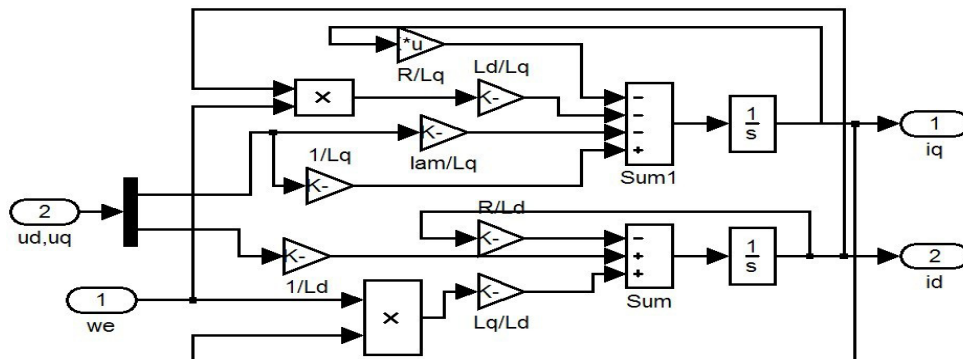 *u
R/Lq
Ld/Lq
K-
×
−
−
−
+
1
s
1
iq
K-
lam/Lq
1/Lq
K-
Sum1
2
ud,uq
R/Ld
K-
−
+
+
1
s
2
id
K-
1/Ld
Sum
1
we
×
K-
Lq/Ld